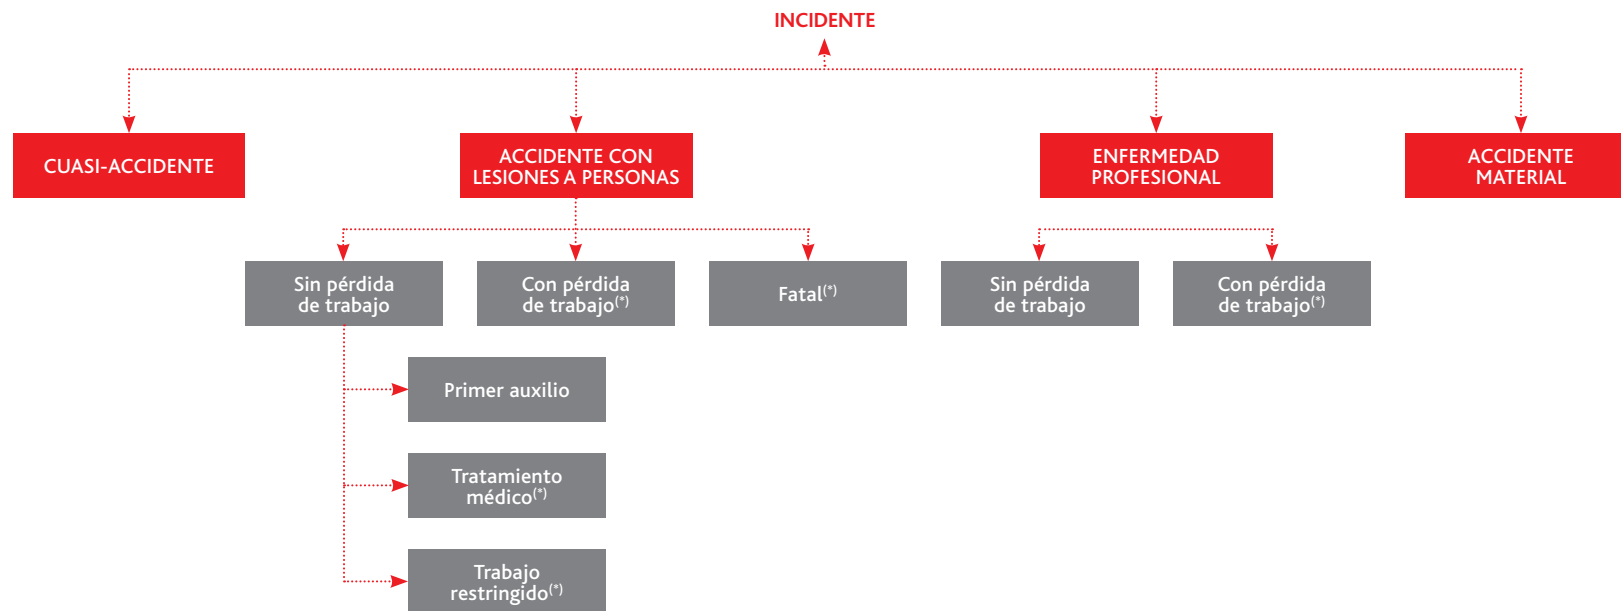 INCIDENTE
CUASI-ACCIDENTE
ACCIDENTE CON
LESIONES A PERSONAS
ENFERMEDAD
PROFESIONAL
ACCIDENTE
MATERIAL
Sin pérdida
de trabajo
Con pérdida
de trabajo(*)
Fatal(*)
Sin pérdida
de trabajo
Con pérdida
de trabajo(*)
Primer auxilio
Tratamiento
médico(*)
Trabajo
restringido(*)